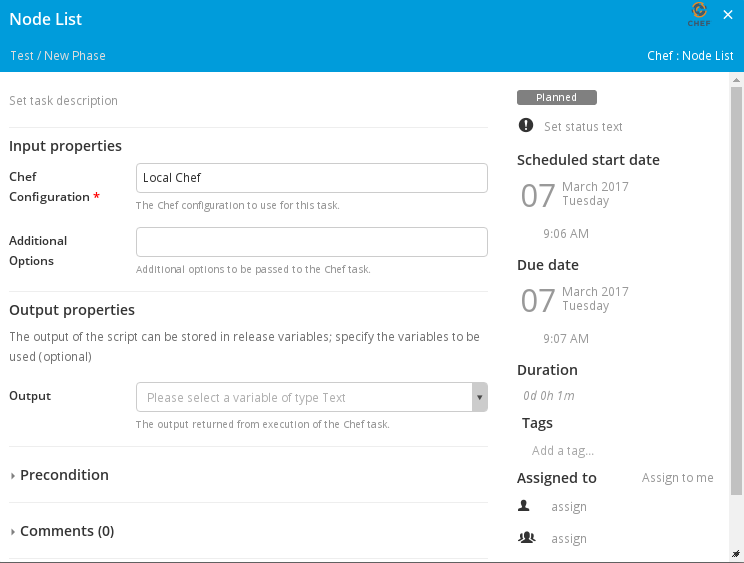 Node List
CHEF
Test / New Phase
Chef : Node List
Set task description
Input properties
Chef
Configuration *
Local Chef
The Chef configuration to use for this task.
Additional
Options
Additional options to be passed to the Chef task.
Output properties
The output of the script can be stored in release variables; specify the variables to be
used (optional)
Output
Please select a variable of type Text
The output returned from execution of the Chef task.
Precondition
Comments (0)
Planned
Set status text
Scheduled start date
07 March 2017
Tuesday
9:06 AM
Due date
07 March 2017
Tuesday
9:07 AM
Duration
0d 0h 1m
Tags
Add a tag...
Assigned to
Assign to me
assign
assign